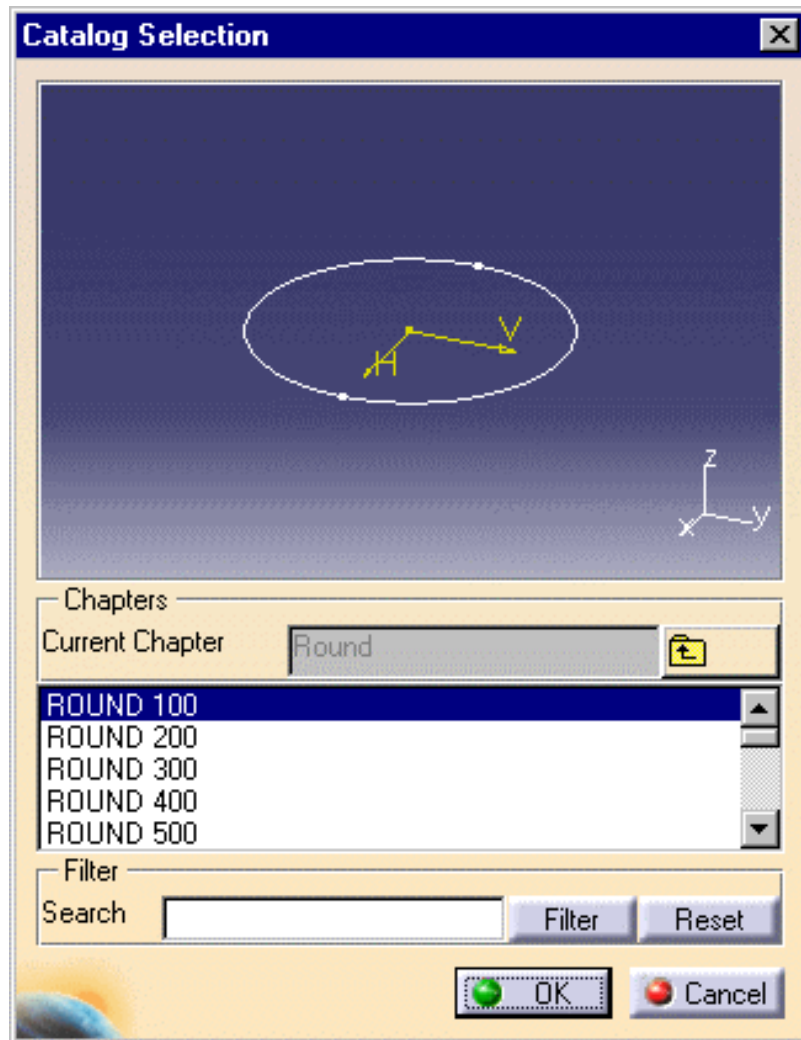 Catalog Selection
V
H
z
x
y
Chapters
Current Chapter Round
ROUND 100
ROUND 200
ROUND 300
ROUND 400
ROUND 500
Filter
Search Filter Reset
OK Cancel